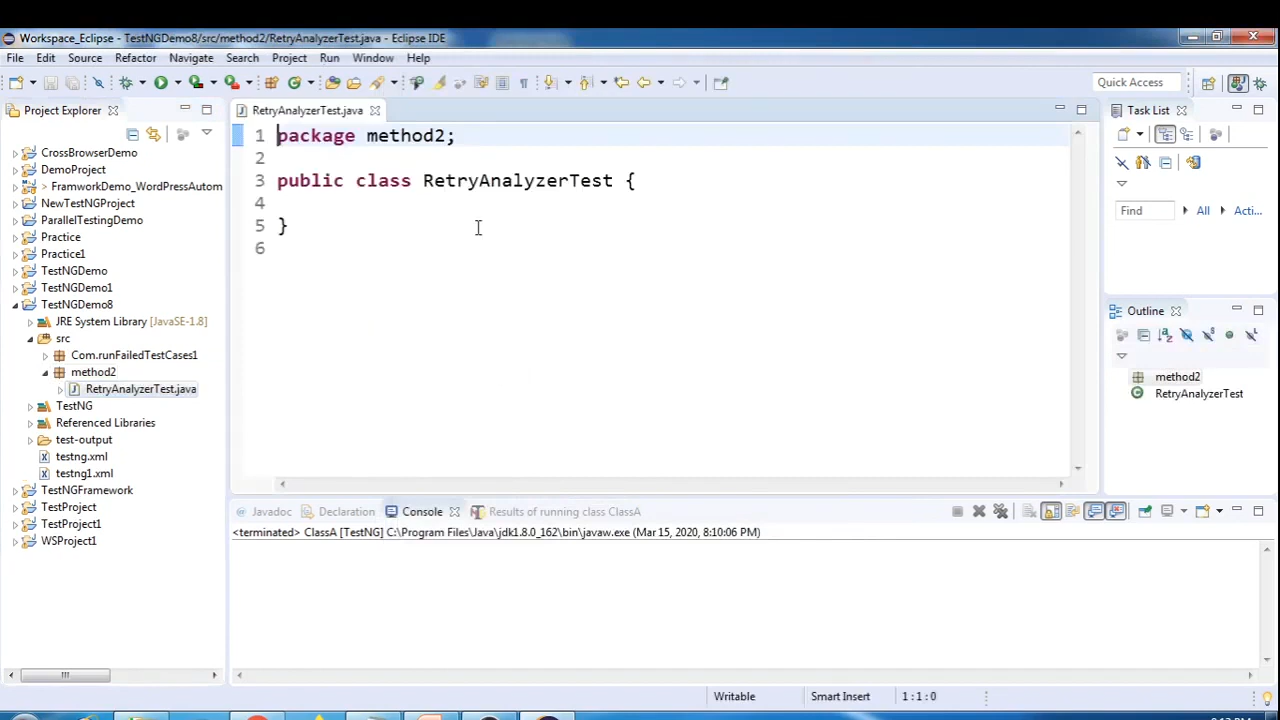 Workspace_Eclipse - TestNGDemo8/src/method2/RetryAnalyzerTest.java - Eclipse IDE
File Edit Source Refactor Navigate Search Project Run Window Help
Quick Access
Project Explorer
CrossBrowserDemo
DemoProject
> FramworkDemo_WordPressAutom
NewTestNGProject
ParallelTestingDemo
Practice
Practice1
TestNGDemo
TestNGDemo1
TestNGDemo8
JRE System Library [JavaSE-1.8]
src
Com.runFailedTestCases1
method2
RetryAnalyzerTest.java
TestNG
Referenced Libraries
test-output
testng.xml
testng1.xml
TestNGFramework
TestProject
TestProject1
WSProject1
RetryAnalyzerTest.java
1 package method2;
2
3 public class RetryAnalyzerTest {
4
5 }
6
Task List
Find All Acti...
Outline
method2
RetryAnalyzerTest
Javadoc Declaration Console Results of running class ClassA
<terminated> ClassA [TestNG] C:\Program Files\Java\jdk1.8.0_162\bin\javaw.exe (Mar 15, 2020, 8:10:06 PM)
Writable Smart Insert 1:1:0